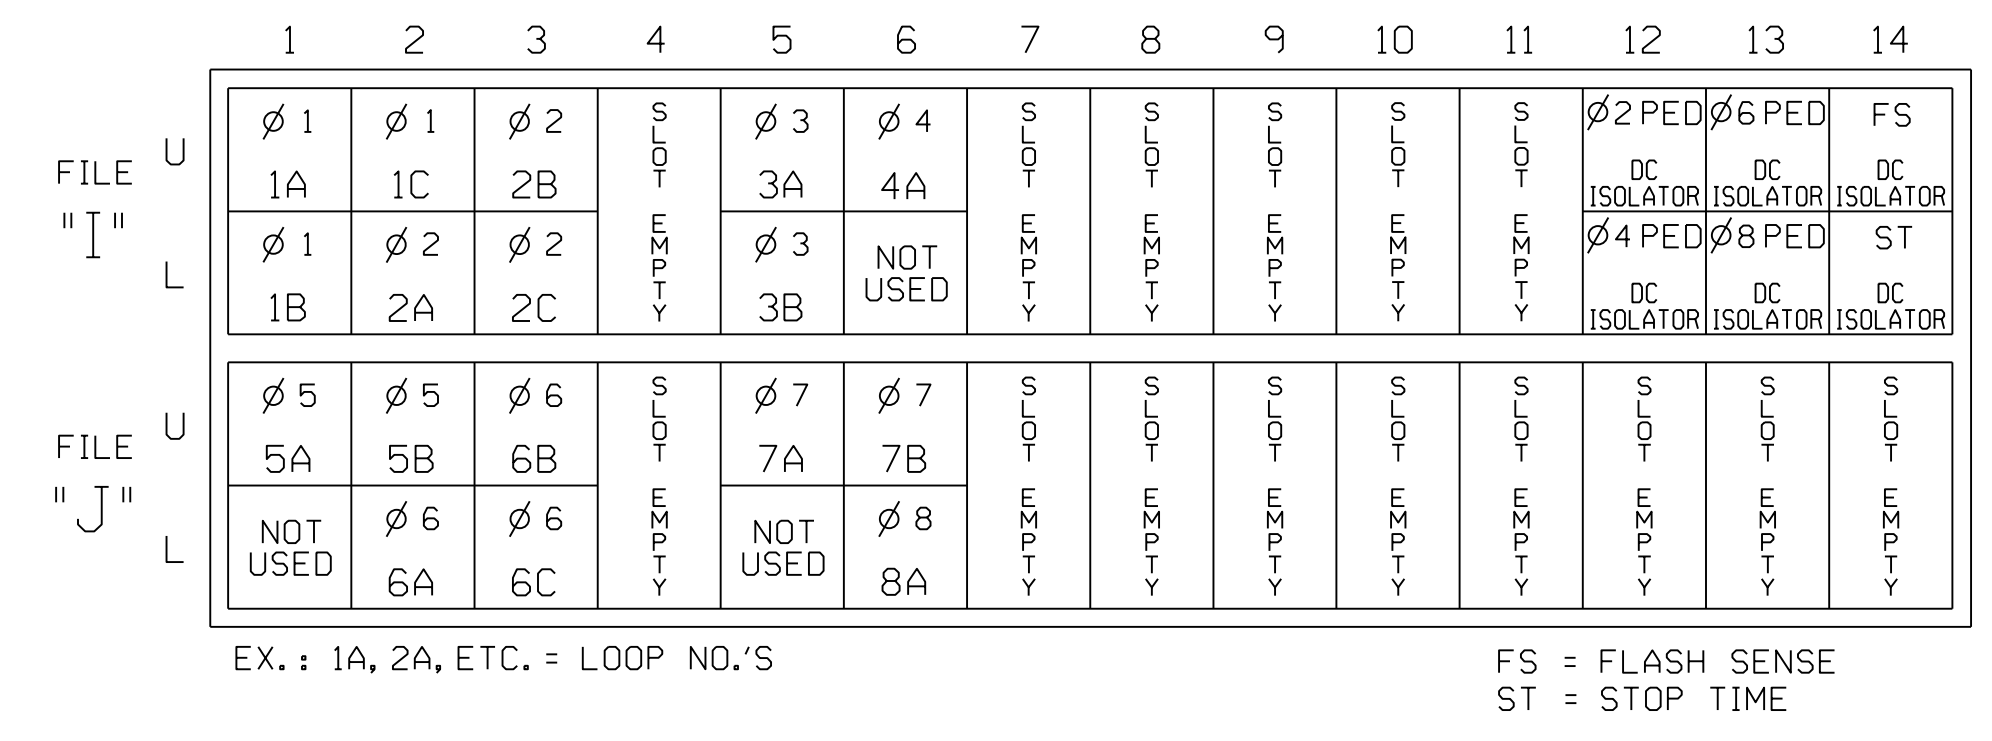 1 2 3 4 5 6 7 8 9 10 11 12 13 14
FILE "I"
U
Ø 1 1A
Ø 1 1C
Ø 2 2B
SLOT EMPTY
Ø 3 3A
Ø 4 4A
SLOT EMPTY
SLOT EMPTY
SLOT EMPTY
SLOT EMPTY
SLOT EMPTY
Ø2 PED DC ISOLATOR
Ø6 PED DC ISOLATOR
FS DC ISOLATOR
L
Ø 1 1B
Ø 2 2A
Ø 2 2C
Ø 3 3B
NOT USED
Ø4 PED DC ISOLATOR
Ø8 PED DC ISOLATOR
ST DC ISOLATOR
FILE "J"
U
Ø 5 5A
Ø 5 5B
Ø 6 6B
SLOT EMPTY
Ø 7 7A
Ø 7 7B
SLOT EMPTY
SLOT EMPTY
SLOT EMPTY
SLOT EMPTY
SLOT EMPTY
SLOT EMPTY
SLOT EMPTY
SLOT EMPTY
L
NOT USED
Ø 6 6A
Ø 6 6C
NOT USED
Ø 8 8A
EX.: 1A, 2A, ETC. = LOOP NO.'S
FS = FLASH SENSE
ST = STOP TIME